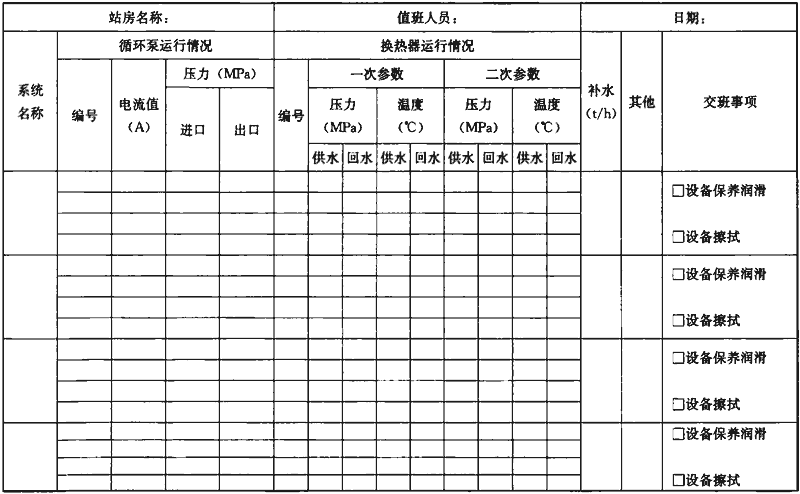 站房名称： 值班人员： 日期：
循环泵运行情况 换热器运行情况
系统
名称
编号
电流值
（A）
压力（MPa）
进口 出口
编号
一次参数 二次参数
压力
（MPa）
温度
（℃）
压力
（MPa）
温度
（℃）
供水 回水 供水 回水 供水 回水 供水 回水
补水
（t/h）
其他
交班事项
□设备保养润滑
□设备擦拭
□设备保养润滑
□设备擦拭
□设备保养润滑
□设备擦拭
□设备保养润滑
□设备擦拭